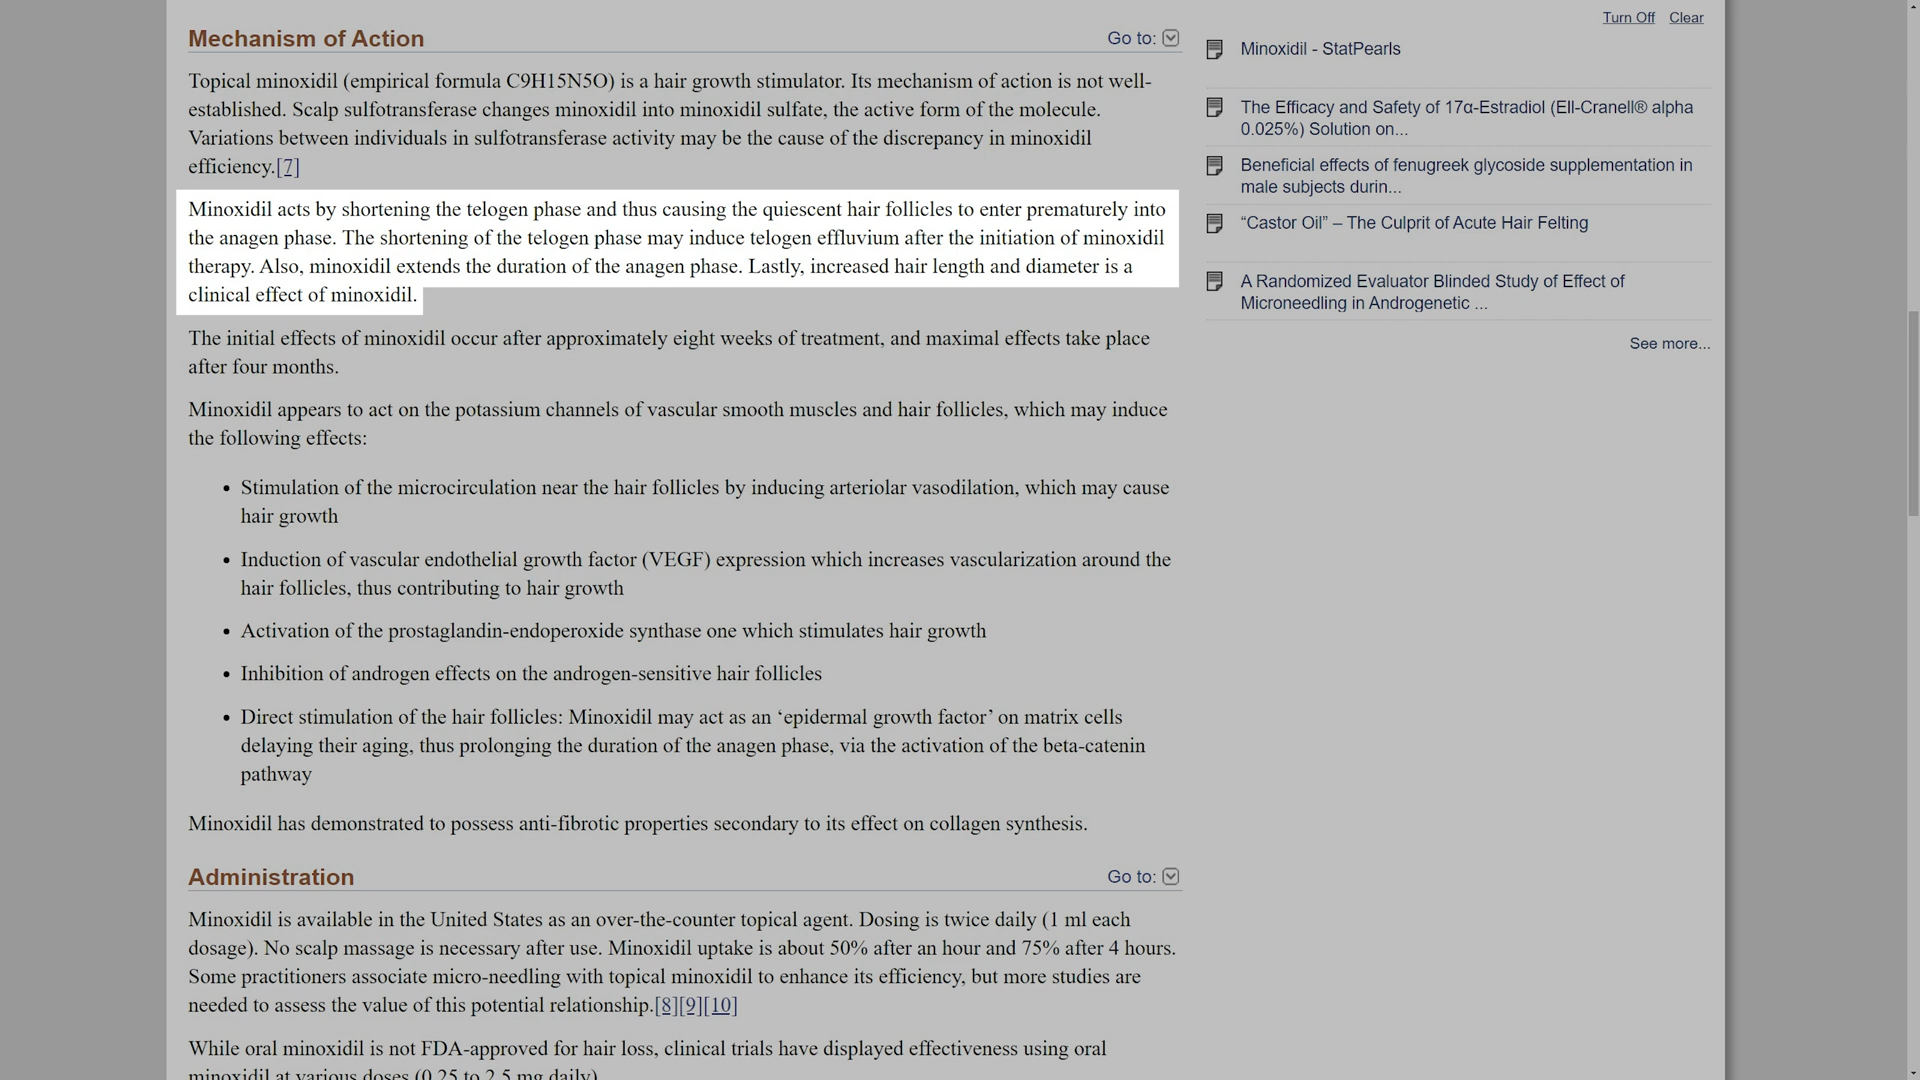 Mechanism of Action
Go to:
Topical minoxidil (empirical formula C9H15N5O) is a hair growth stimulator. Its mechanism of action is not well-
established. Scalp sulfotransferase changes minoxidil into minoxidil sulfate, the active form of the molecule.
Variations between individuals in sulfotransferase activity may be the cause of the discrepancy in minoxidil
efficiency.[7]
Minoxidil acts by shortening the telogen phase and thus causing the quiescent hair follicles to enter prematurely into
the anagen phase. The shortening of the telogen phase may induce telogen effluvium after the initiation of minoxidil
therapy. Also, minoxidil extends the duration of the anagen phase. Lastly, increased hair length and diameter is a
clinical effect of minoxidil.
The initial effects of minoxidil occur after approximately eight weeks of treatment, and maximal effects take place
after four months.
Minoxidil appears to act on the potassium channels of vascular smooth muscles and hair follicles, which may induce
the following effects:
• Stimulation of the microcirculation near the hair follicles by inducing arteriolar vasodilation, which may cause
hair growth
• Induction of vascular endothelial growth factor (VEGF) expression which increases vascularization around the
hair follicles, thus contributing to hair growth
• Activation of the prostaglandin-endoperoxide synthase one which stimulates hair growth
• Inhibition of androgen effects on the androgen-sensitive hair follicles
• Direct stimulation of the hair follicles: Minoxidil may act as an ‘epidermal growth factor’ on matrix cells
delaying their aging, thus prolonging the duration of the anagen phase, via the activation of the beta-catenin
pathway
Minoxidil has demonstrated to possess anti-fibrotic properties secondary to its effect on collagen synthesis.
Administration
Go to:
Minoxidil is available in the United States as an over-the-counter topical agent. Dosing is twice daily (1 ml each
dosage). No scalp massage is necessary after use. Minoxidil uptake is about 50% after an hour and 75% after 4 hours.
Some practitioners associate micro-needling with topical minoxidil to enhance its efficiency, but more studies are
needed to assess the value of this potential relationship.[8][9][10]
While oral minoxidil is not FDA-approved for hair loss, clinical trials have displayed effectiveness using oral
minoxidil at various doses (0.25 to 2.5 mg daily)
Turn Off Clear
Minoxidil - StatPearls
The Efficacy and Safety of 17α-Estradiol (Ell-Cranell® alpha
0.025%) Solution on...
Beneficial effects of fenugreek glycoside supplementation in
male subjects durin...
“Castor Oil” – The Culprit of Acute Hair Felting
A Randomized Evaluator Blinded Study of Effect of
Microneedling in Androgenetic ...
See more...